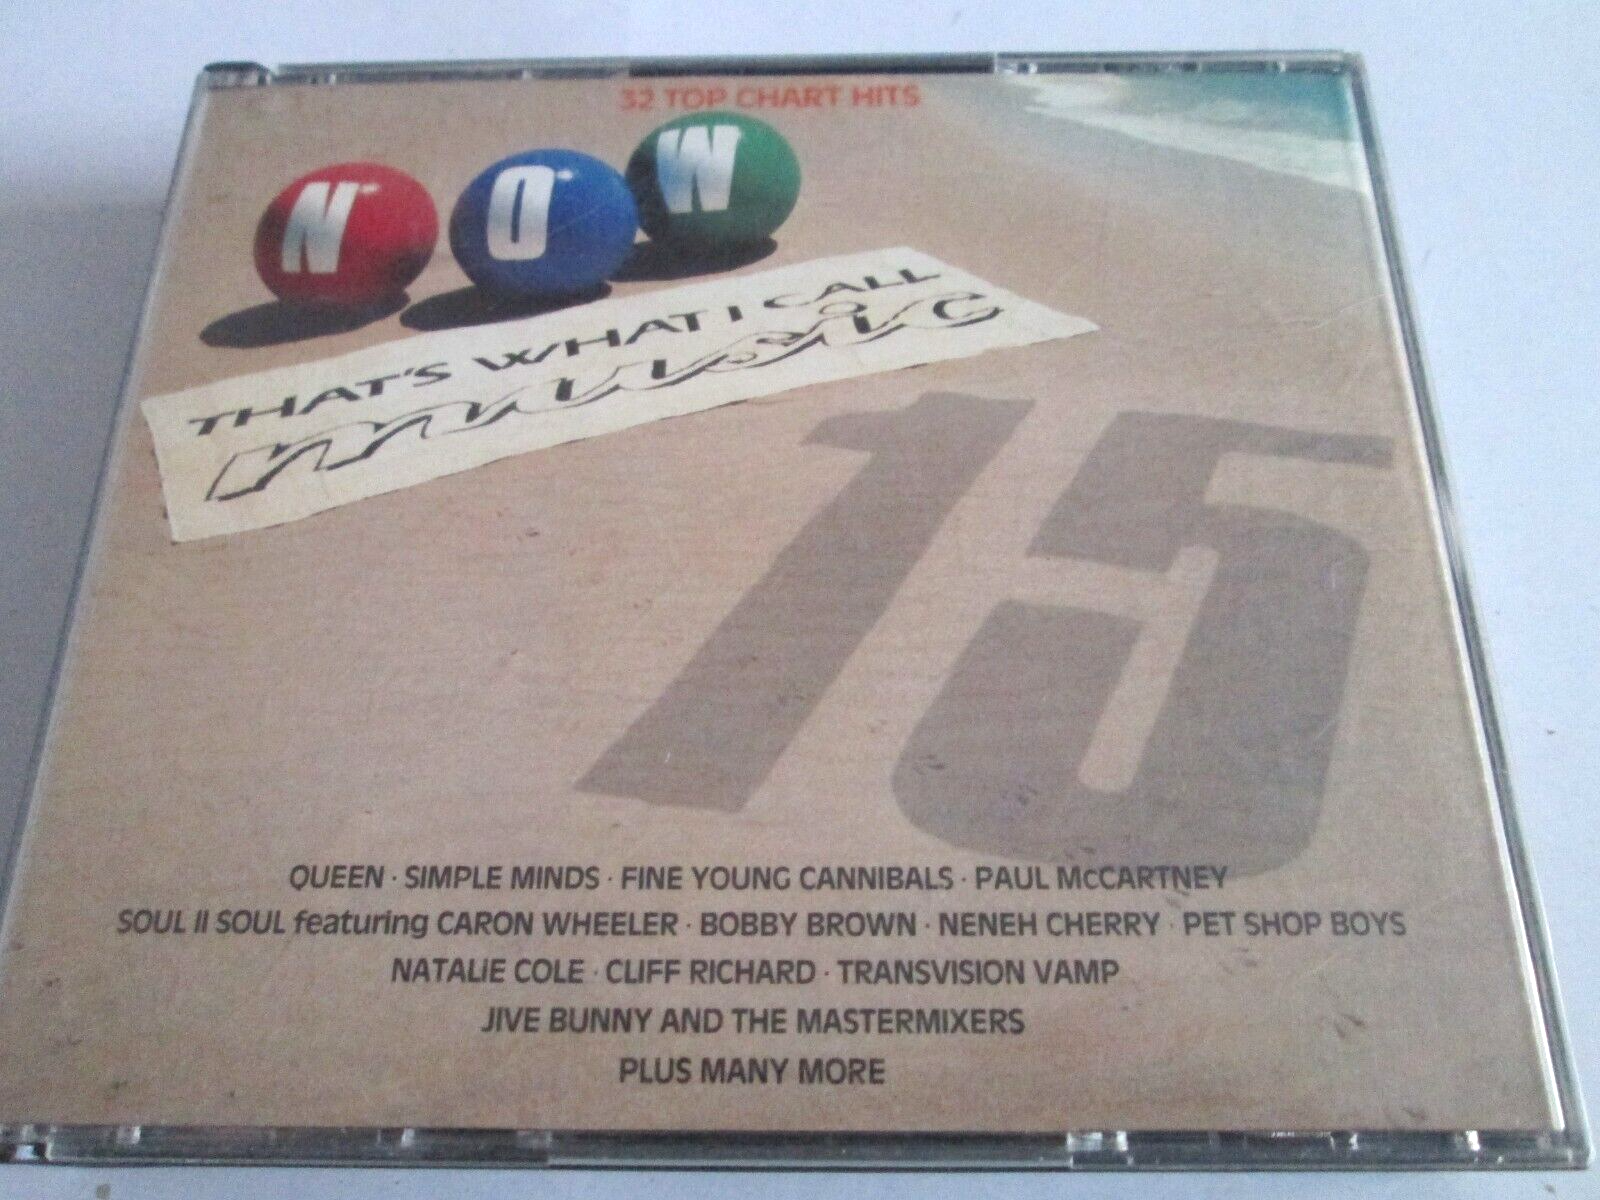 32 TOP CHART HITS
NOW
THAT'S WHAT I CALL
music
15
QUEEN · SIMPLE MINDS · FINE YOUNG CANNIBALS · PAUL McCARTNEY
SOUL II SOUL featuring CARON WHEELER · BOBBY BROWN · NENEH CHERRY · PET SHOP BOYS
NATALIE COLE · CLIFF RICHARD · TRANSVISION VAMP
JIVE BUNNY AND THE MASTERMIXERS
PLUS MANY MORE